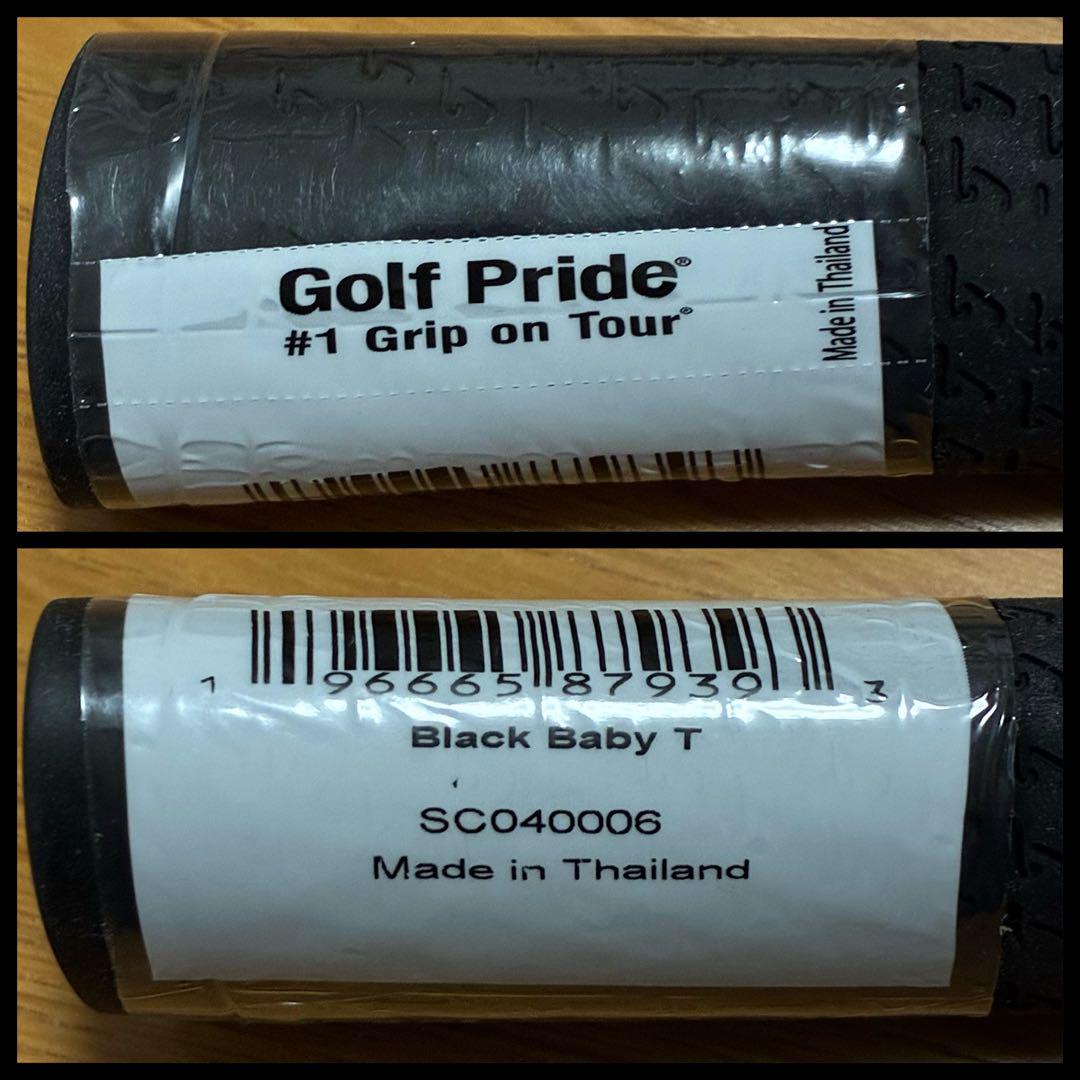 Golf Pride®
#1 Grip on Tour®
Made in Thailand
1 96665 87939 3
Black Baby T
SC040006
Made in Thailand